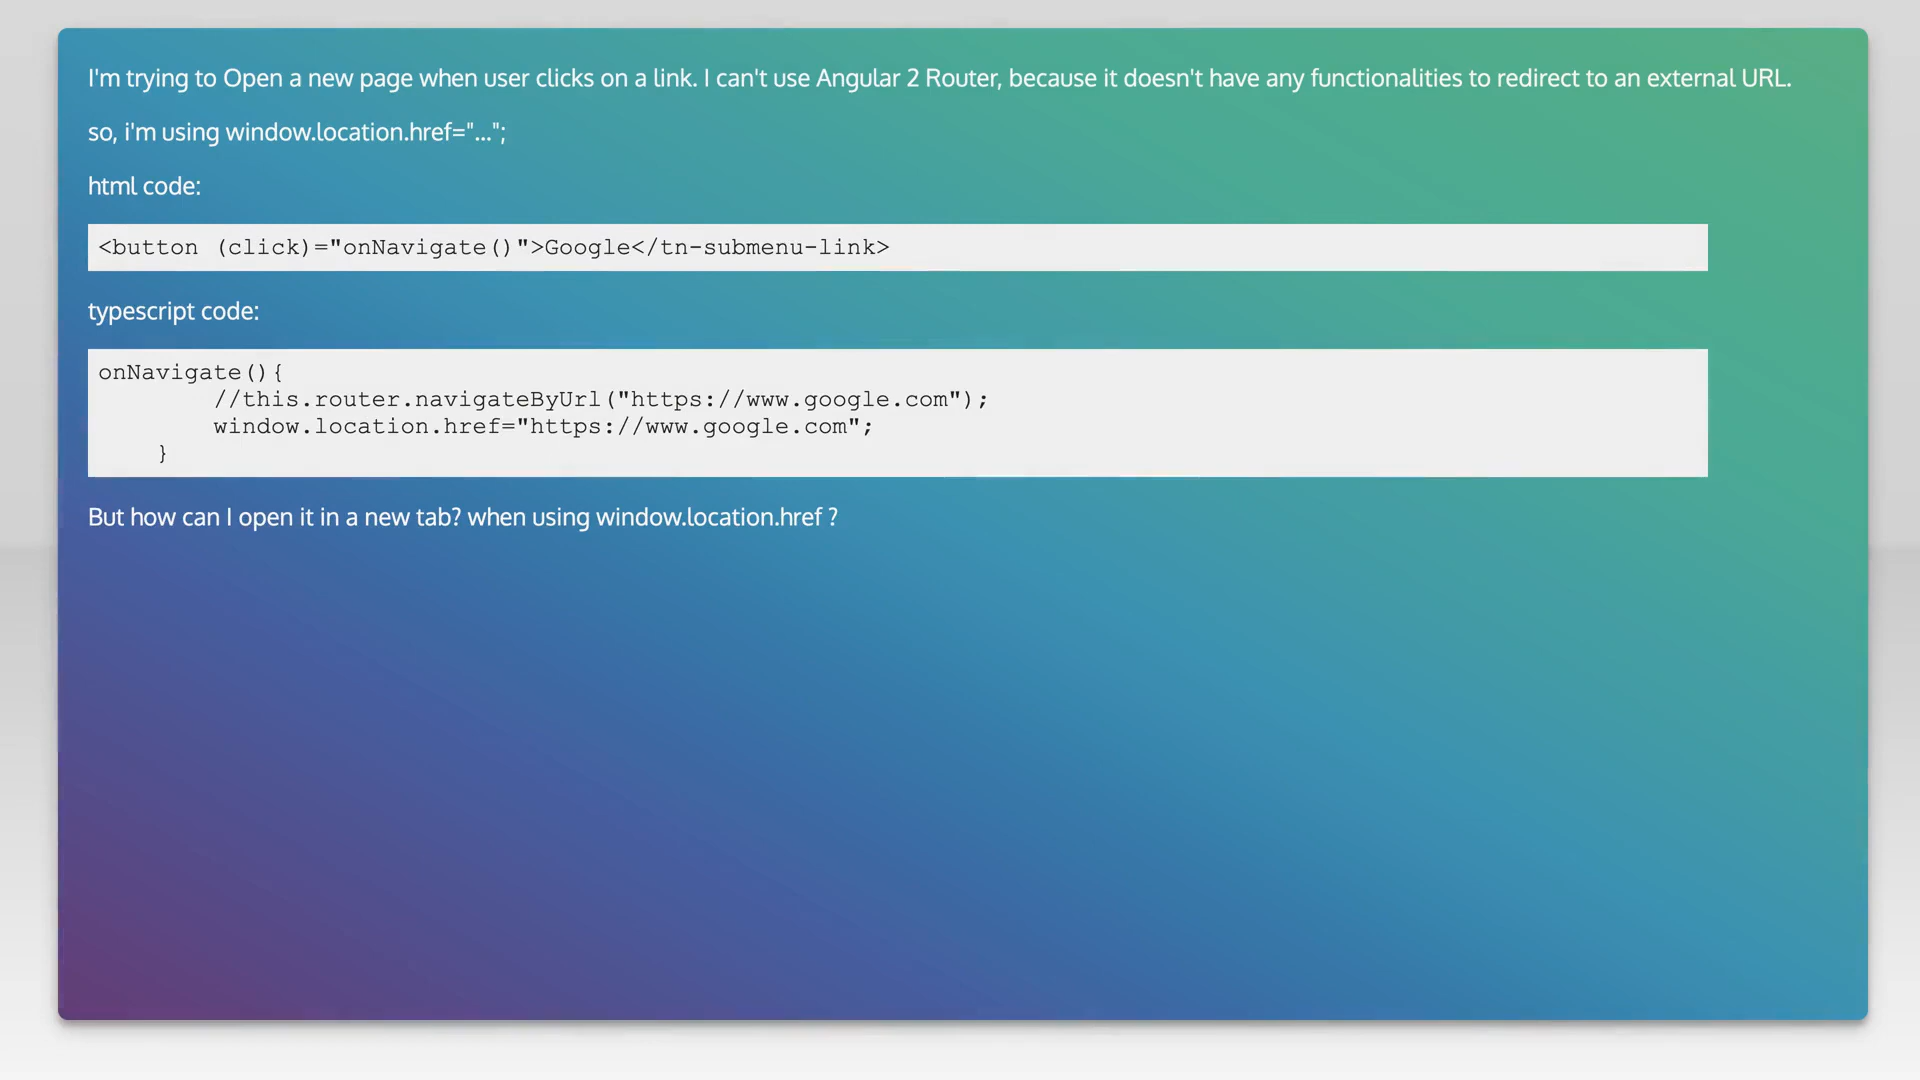 I'm trying to Open a new page when user clicks on a link. I can't use Angular 2 Router, because it doesn't have any functionalities to redirect to an external URL.
so, i'm using window.location.href="...";
html code:
<button (click)="onNavigate()">Google</tn-submenu-link>
typescript code:
onNavigate(){
        //this.router.navigateByUrl("https://www.google.com");
        window.location.href="https://www.google.com";
    }
But how can I open it in a new tab? when using window.location.href ?